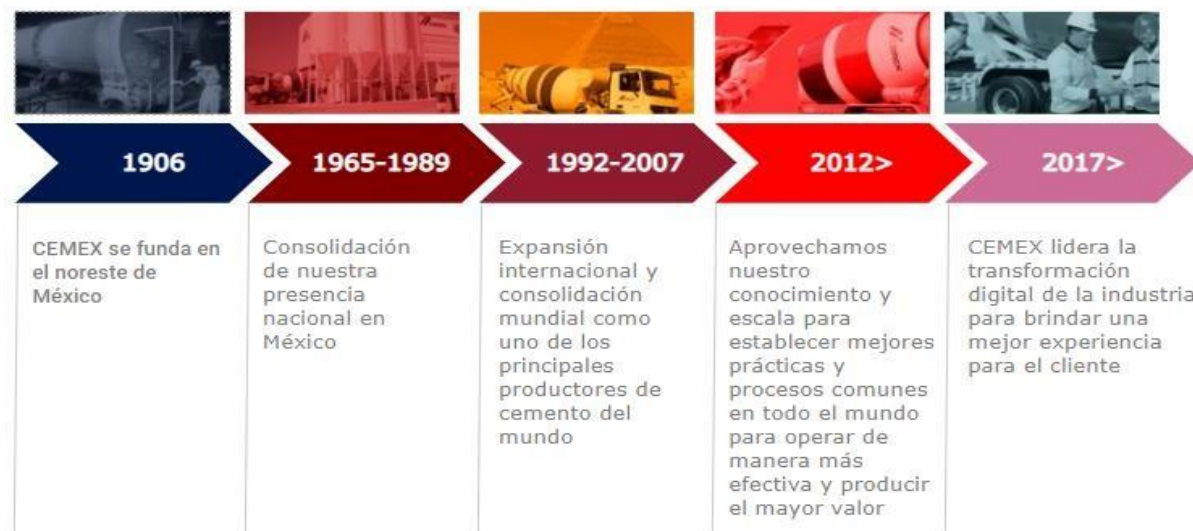 1906
1965-1989
1992-2007
2012>
2017>
CEMEX se funda en
el noreste de
México
Consolidación
de nuestra
presencia
nacional en
México
Expansión
internacional y
consolidación
mundial como
uno de los
principales
productores de
cemento del
mundo
Aprovechamos
nuestro
conocimiento y
escala para
establecer mejores
prácticas y
procesos comunes
en todo el mundo
para operar de
manera más
efectiva y producir
el mayor valor
CEMEX lidera la
transformación
digital de la industria
para brindar una
mejor experiencia
para el cliente